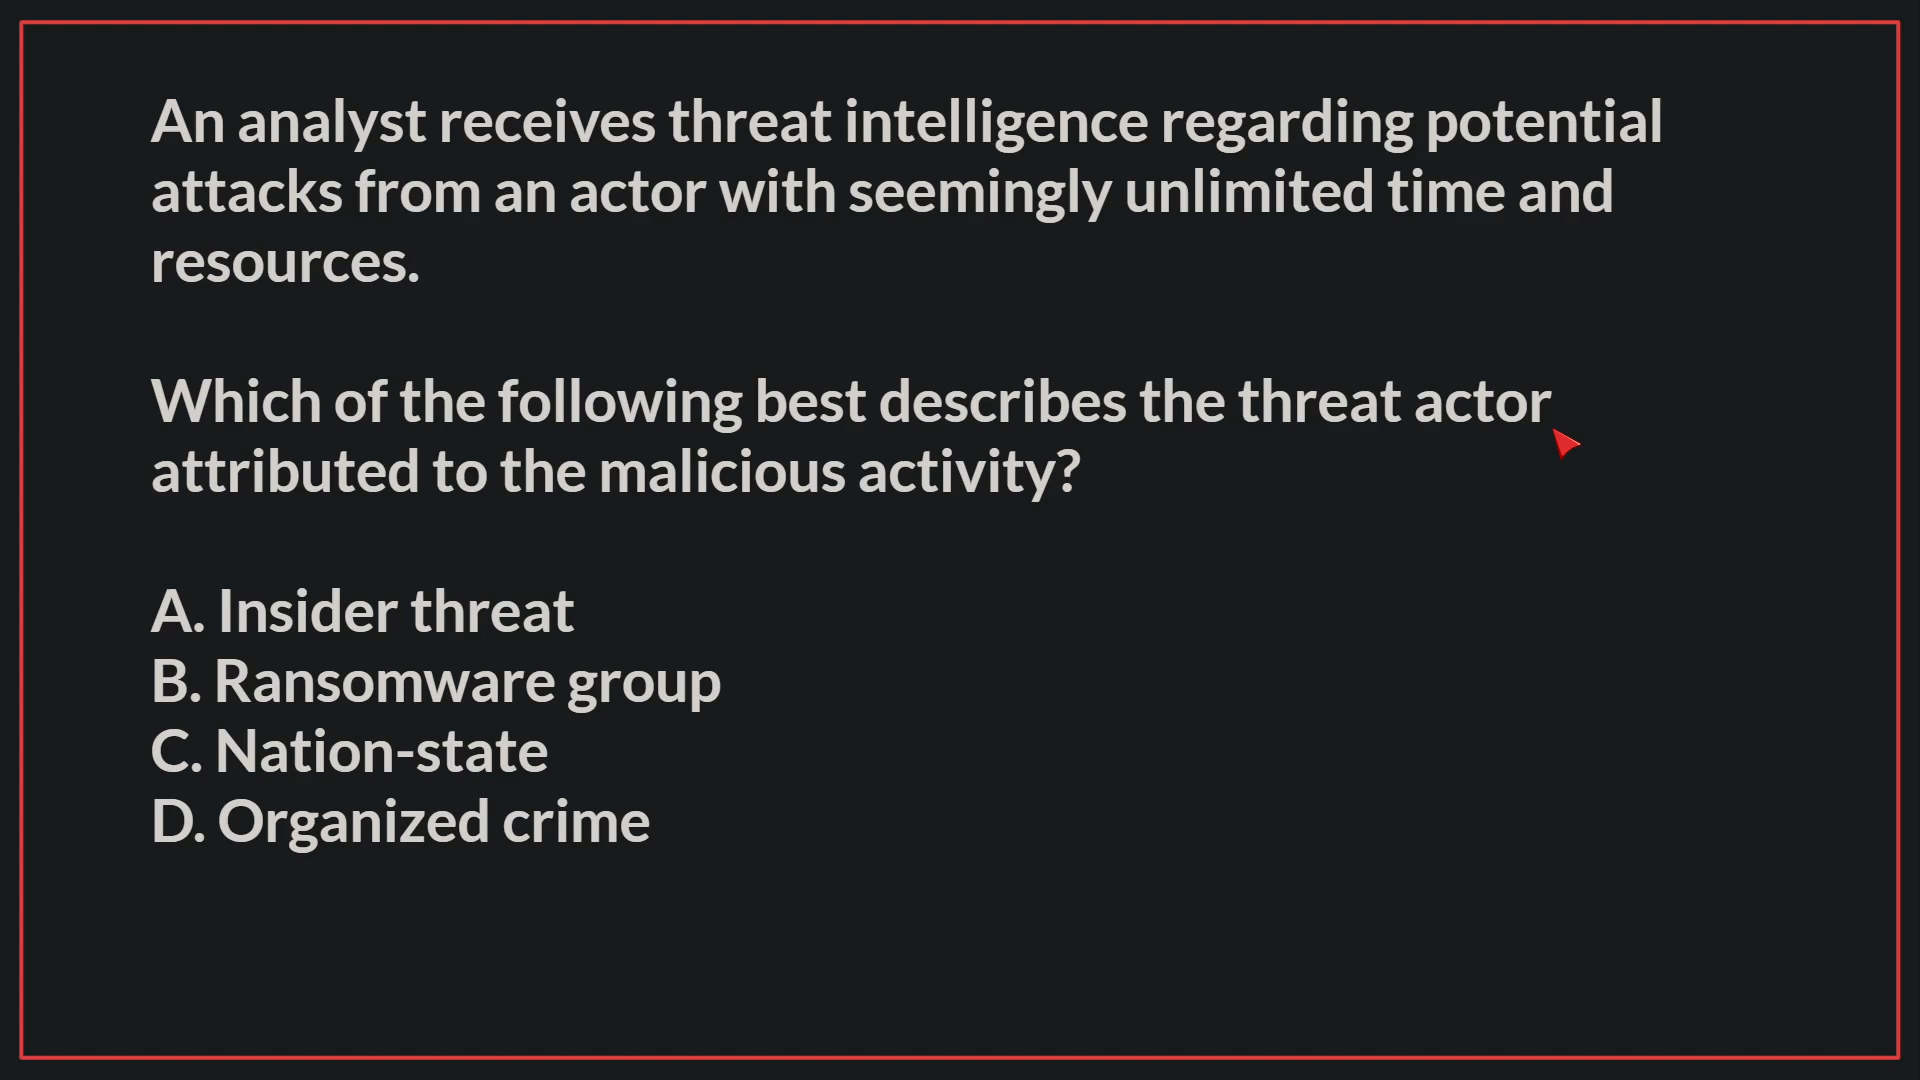 An analyst receives threat intelligence regarding potential
attacks from an actor with seemingly unlimited time and
resources.
Which of the following best describes the threat actor
attributed to the malicious activity?
A. Insider threat
B. Ransomware group
C. Nation-state
D. Organized crime